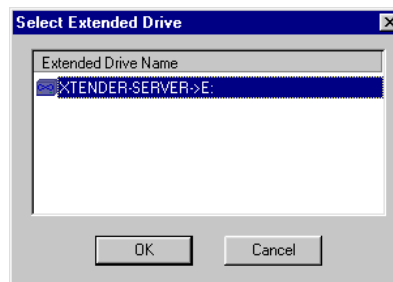 Select Extended Drive
Extended Drive Name
XTENDER-SERVER->E:
OK
Cancel